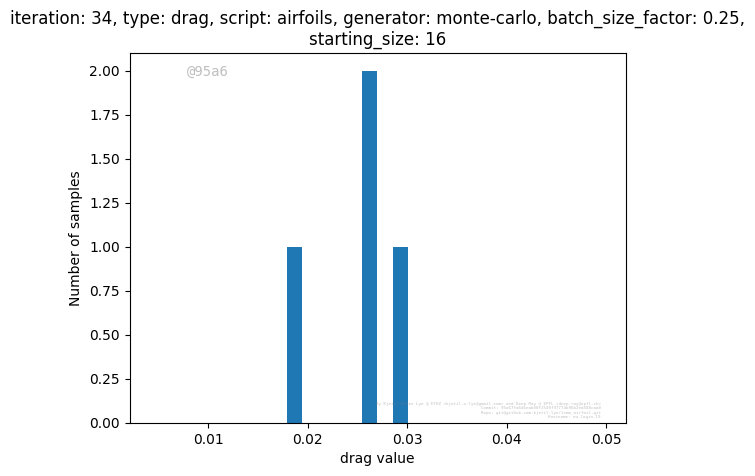 iteration: 34, type: drag, script: airfoils, generator: monte-carlo, batch_size_factor: 0.25,
starting_size: 16
@95a6
2.00
1.75
1.50
1.25
1.00
0.75
0.50
0.25
0.00
Number of samples
0.01
0.02
0.03
0.04
0.05
drag value